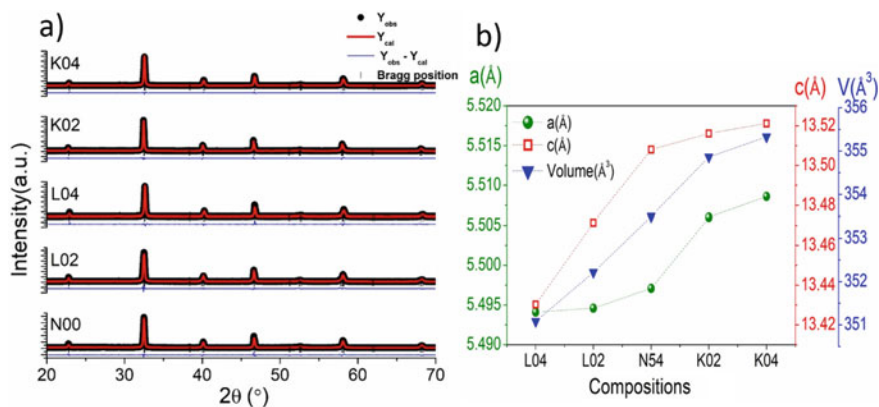 a)
Y_obs
Y_cal
Y_obs - Y_cal
Bragg position
K04
K02
L04
L02
N00
Intensity(a.u.)
20 30 40 50 60 70
2θ (°)
b)
a(Å)
c(Å)
V(Å³)
5.520
5.515
5.510
5.505
5.500
5.495
5.490
a(Å)
c(Å)
Volume(Å³)
13.52
13.50
13.48
13.46
13.44
13.43
13.42
356
355
354
353
352
351
L04 L02 N54 K02 K04
Compositions